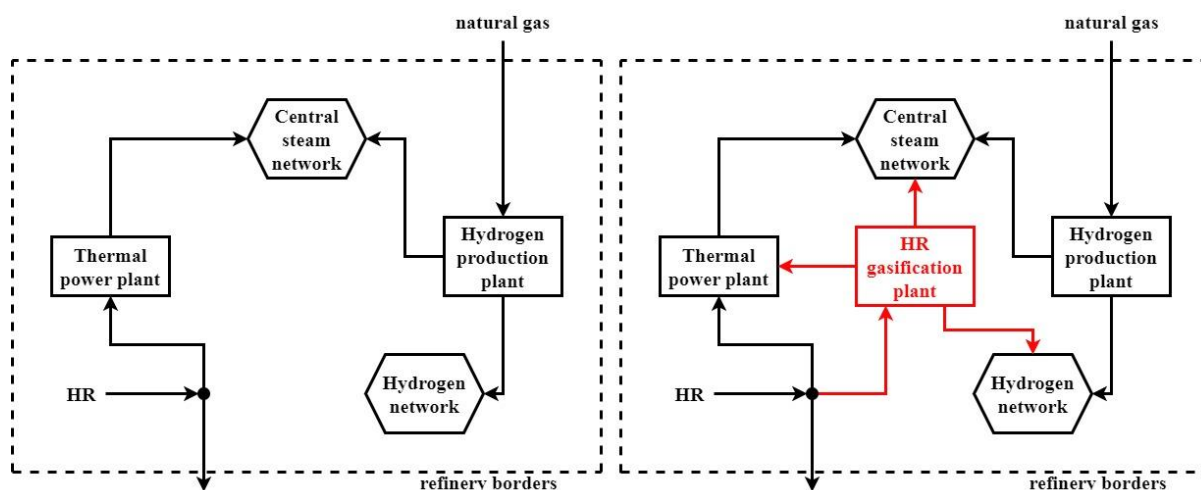 natural gas
Central
steam
network
Thermal
power plant
Hydrogen
production
plant
HR
Hydrogen
network
refinery borders
natural gas
Central
steam
network
Thermal
power plant
HR
gasification
plant
Hydrogen
production
plant
HR
Hydrogen
network
refinery borders